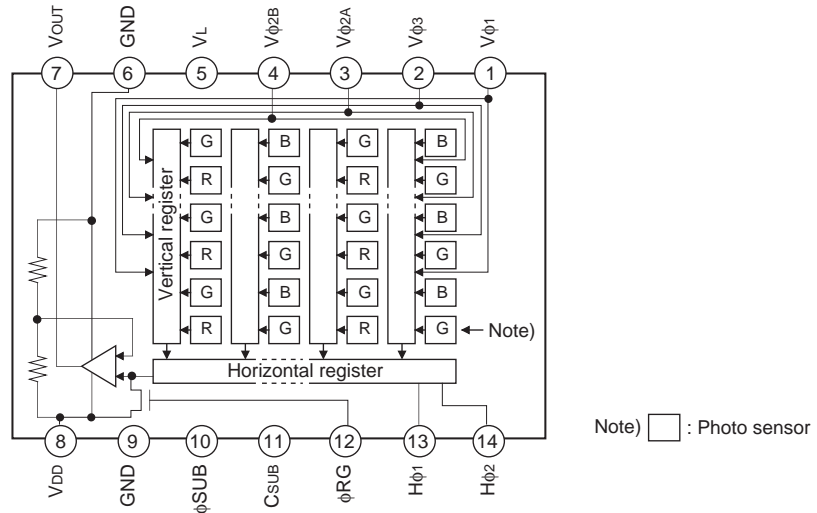 VOUT GND VL Vϕ2B Vϕ2A Vϕ3 Vϕ1
7 6 5 4 3 2 1
G B G B
R G R G
G B G B
R G R G
G B G B
R G R G
Vertical register
Note)
Horizontal register
8 9 10 11 12 13 14
VDD GND ϕSUB CSUB ϕRG Hϕ1 Hϕ2
Note) : Photo sensor